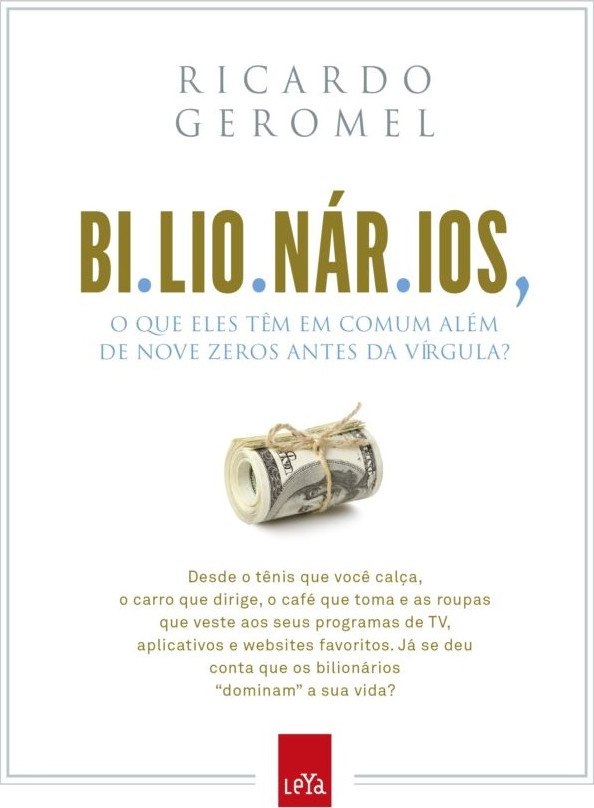 RICARDO
GEROMEL
BI.LIO.NÁR.IOS,
O QUE ELES TÊM EM COMUM ALÉM
DE NOVE ZEROS ANTES DA VÍRGULA?
Desde o tênis que você calça,
o carro que dirige, o café que toma e as roupas
que veste aos seus programas de TV,
aplicativos e websites favoritos. Já se deu
conta que os bilionários
“dominam” a sua vida?
LeYa